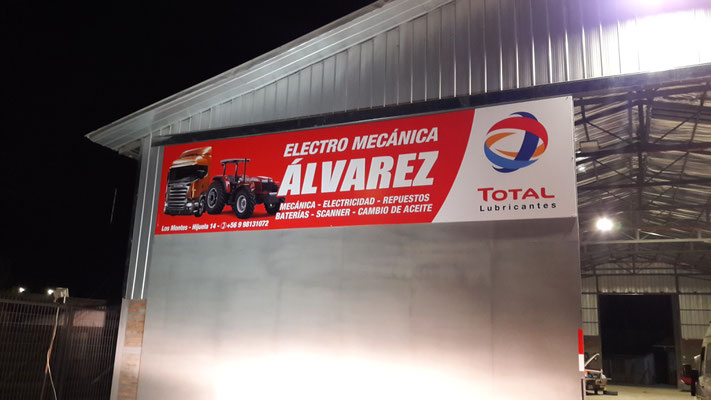 ELECTRO MECÁNICA
ÁLVAREZ
MECÁNICA - ELECTRICIDAD - REPUESTOS
BATERÍAS - SCANNER - CAMBIO DE ACEITE
Los Montes - Hijuela 14 - +56 9 98131072
TOTAL
Lubricantes